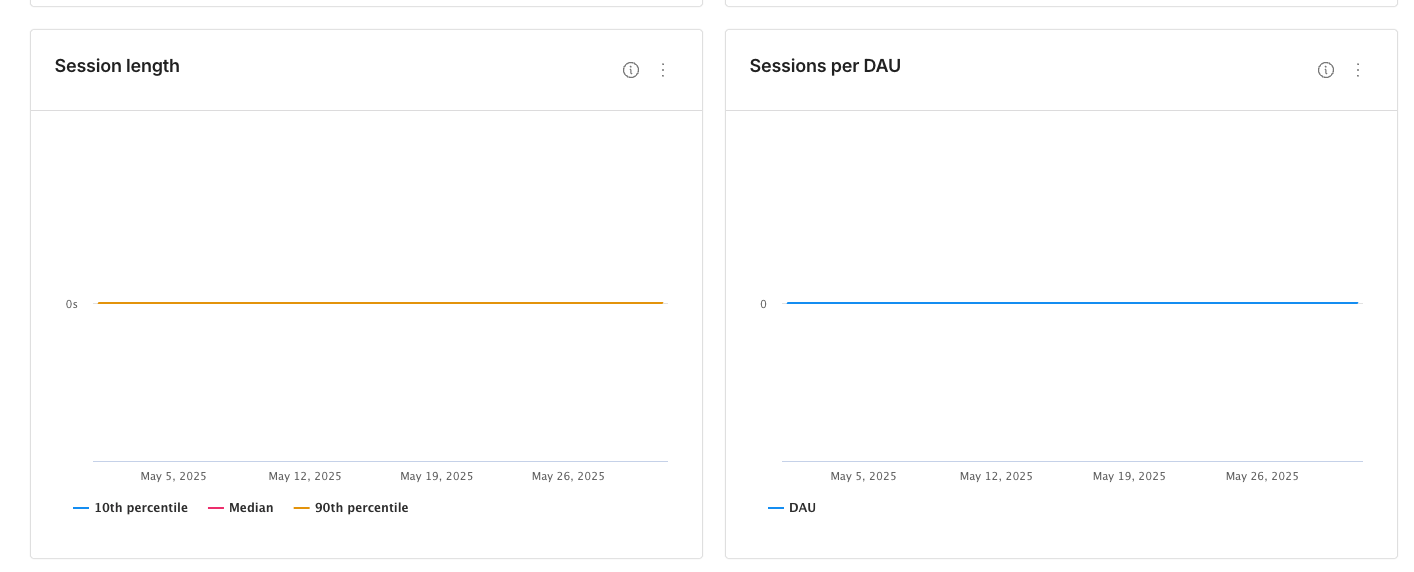 Session length
0s
May 5, 2025 May 12, 2025 May 19, 2025 May 26, 2025
10th percentile Median 90th percentile
Sessions per DAU
0
May 5, 2025 May 12, 2025 May 19, 2025 May 26, 2025
DAU